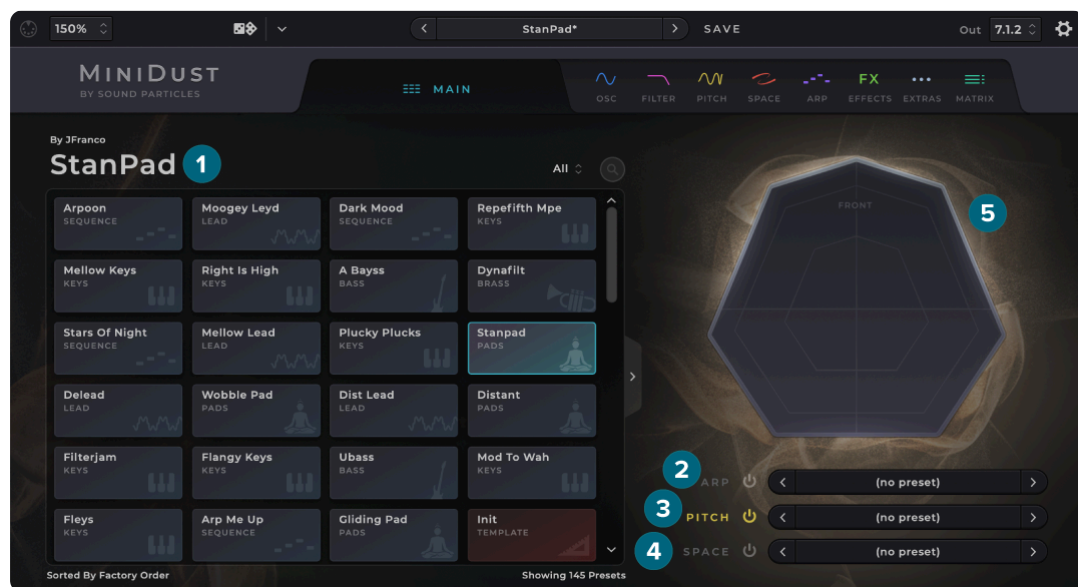 150%
StanPad*
SAVE
Out 7.1.2
MINIDUST
BY SOUND PARTICLES
MAIN
OSC
FILTER
PITCH
SPACE
ARP
FX
EFFECTS
EXTRAS
MATRIX
By JFranco
StanPad 1
All
Arpoon
SEQUENCE
Moogey Leyd
LEAD
Dark Mood
SEQUENCE
Repefifth Mpe
KEYS
Mellow Keys
KEYS
Right Is High
KEYS
A Bayss
BASS
Dynafilt
BRASS
Stars Of Night
SEQUENCE
Mellow Lead
LEAD
Plucky Plucks
KEYS
Stanpad
PADS
Delead
LEAD
Wobble Pad
PADS
Dist Lead
LEAD
Distant
PADS
Filterjam
KEYS
Flangy Keys
KEYS
Ubass
BASS
Mod To Wah
KEYS
Fleys
KEYS
Arp Me Up
SEQUENCE
Gliding Pad
PADS
Init
TEMPLATE
Sorted By Factory Order
Showing 145 Presets
FRONT
5
2
ARP
(no preset)
3
PITCH
(no preset)
4
SPACE
(no preset)